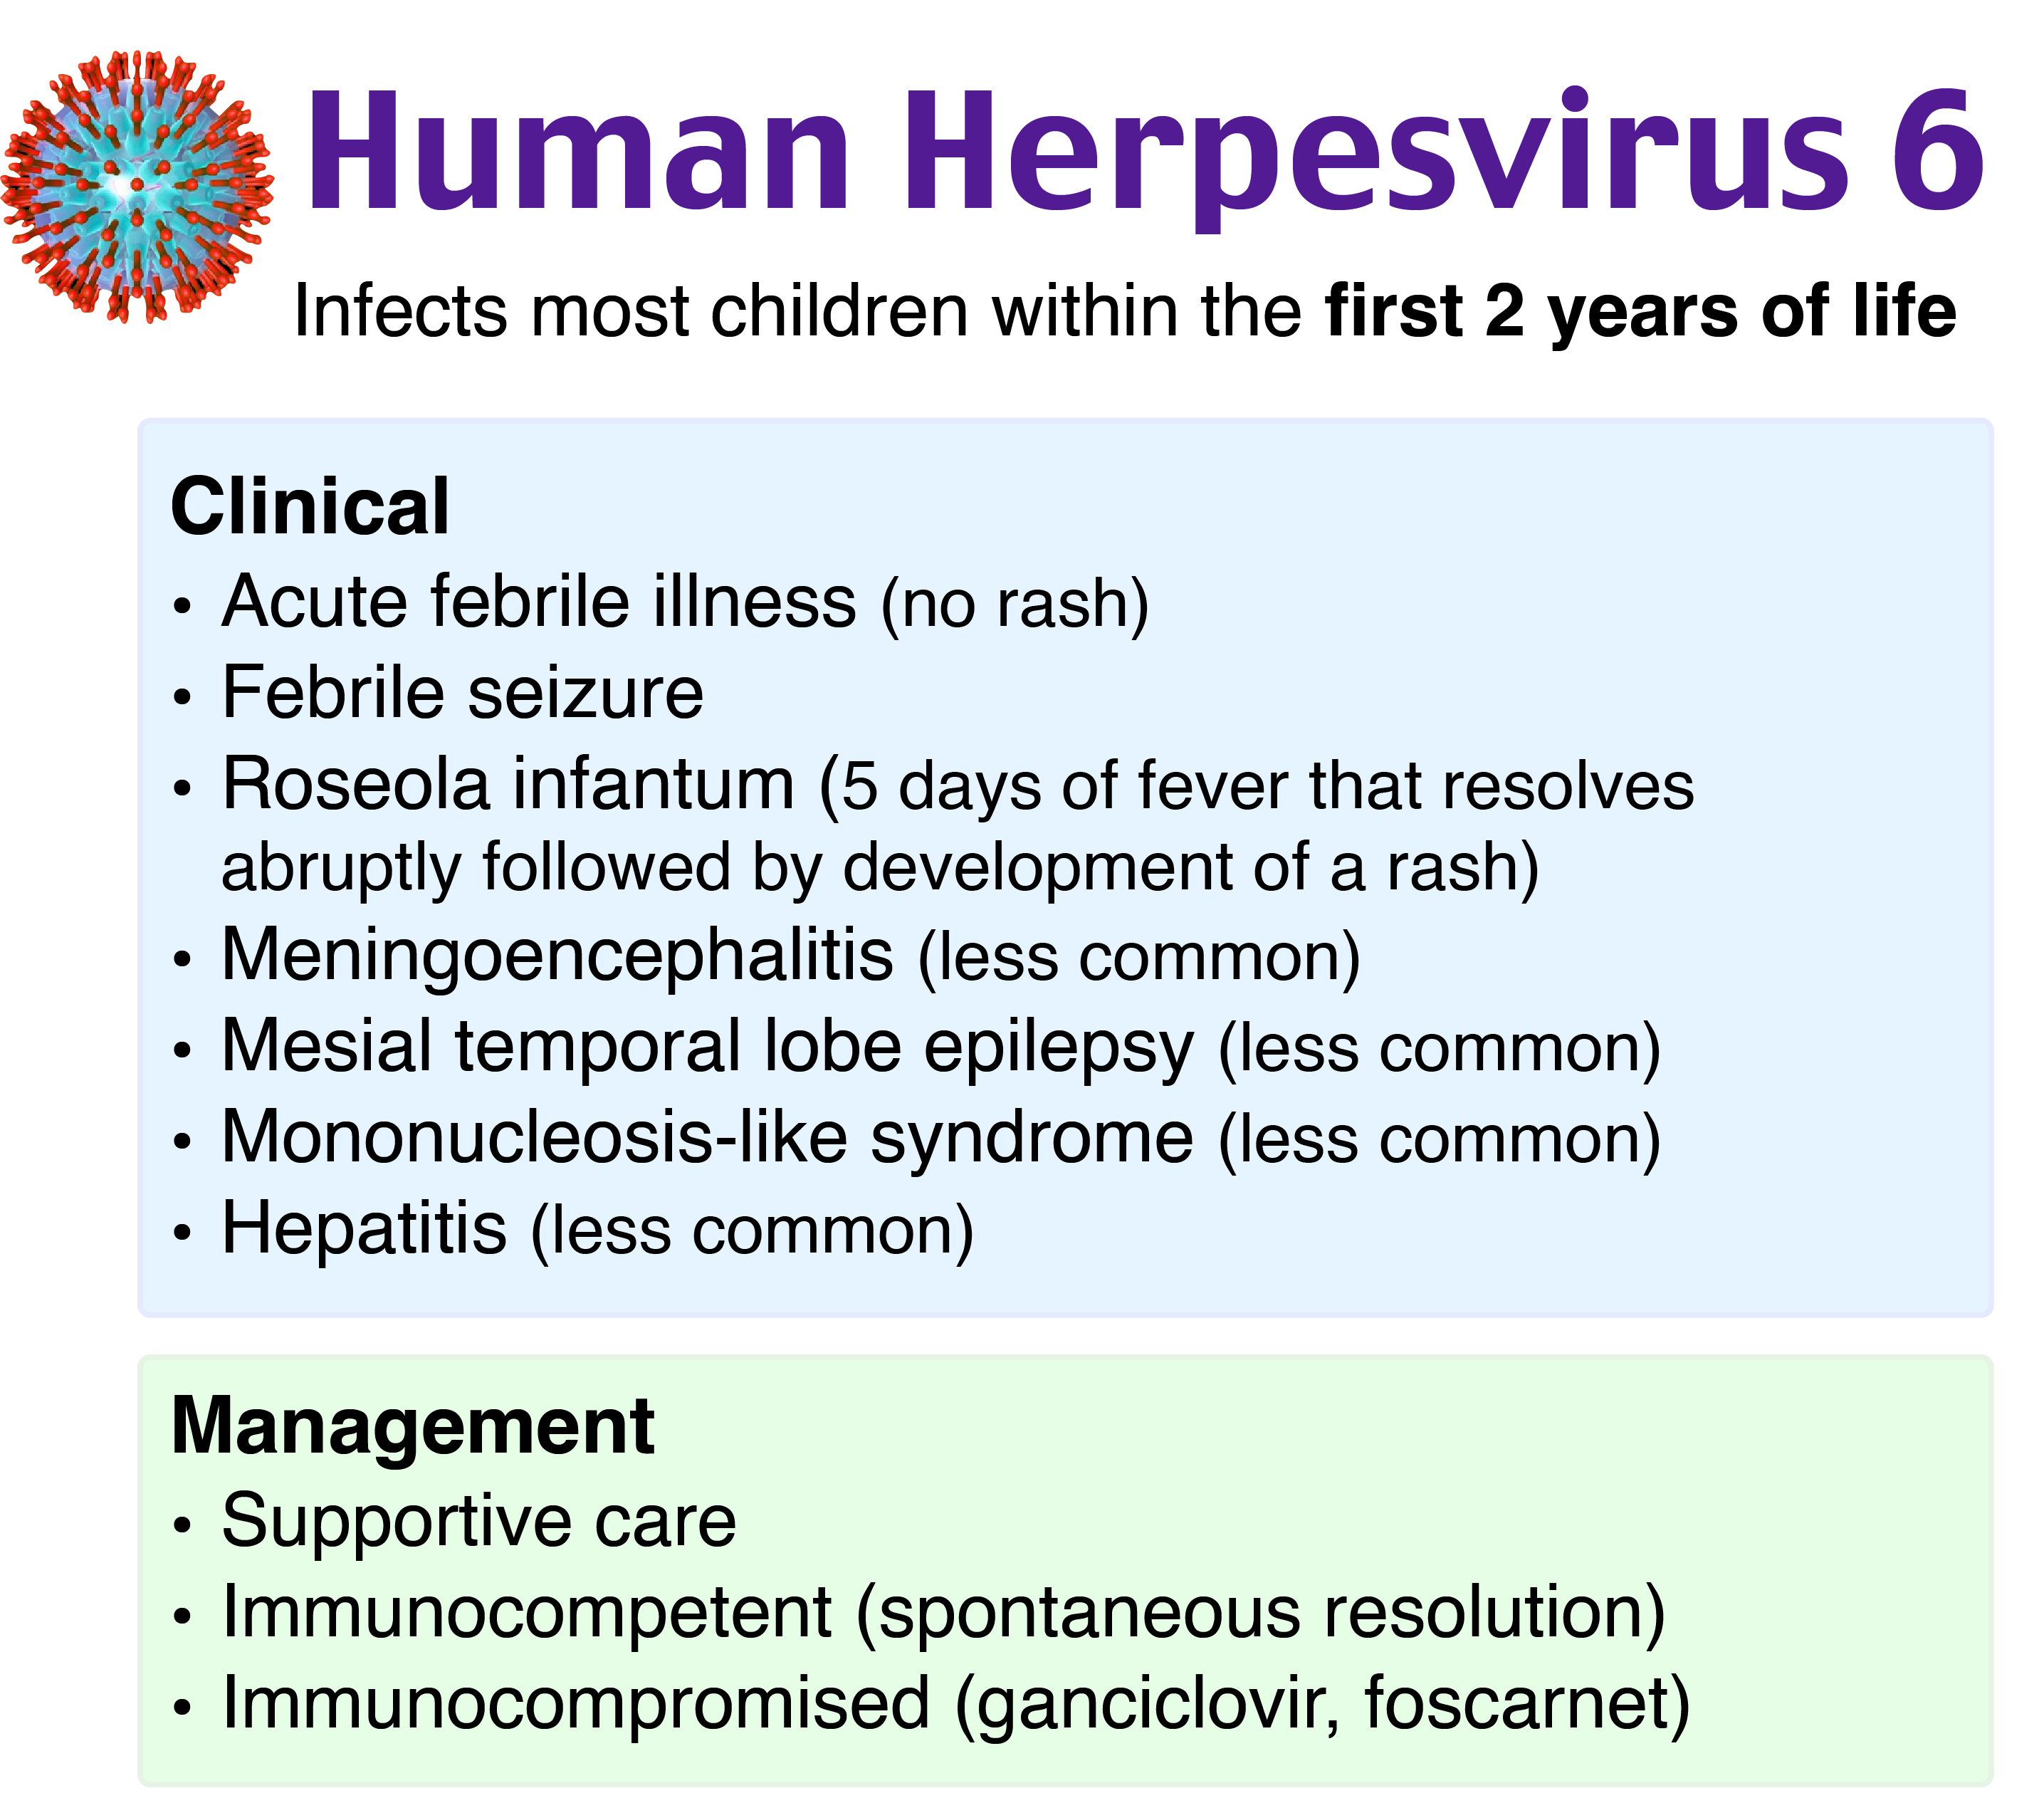 Human Herpesvirus 6
Infects most children within the first 2 years of life
Clinical
• Acute febrile illness (no rash)
• Febrile seizure
• Roseola infantum (5 days of fever that resolves
abruptly followed by development of a rash)
• Meningoencephalitis (less common)
• Mesial temporal lobe epilepsy (less common)
• Mononucleosis-like syndrome (less common)
• Hepatitis (less common)
Management
• Supportive care
• Immunocompetent (spontaneous resolution)
• Immunocompromised (ganciclovir, foscarnet)